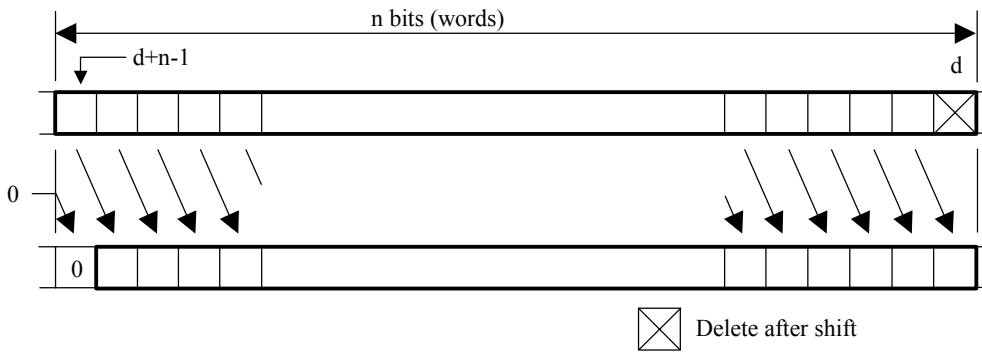 n bits (words)
d+n-1
d
0
0
Delete after shift